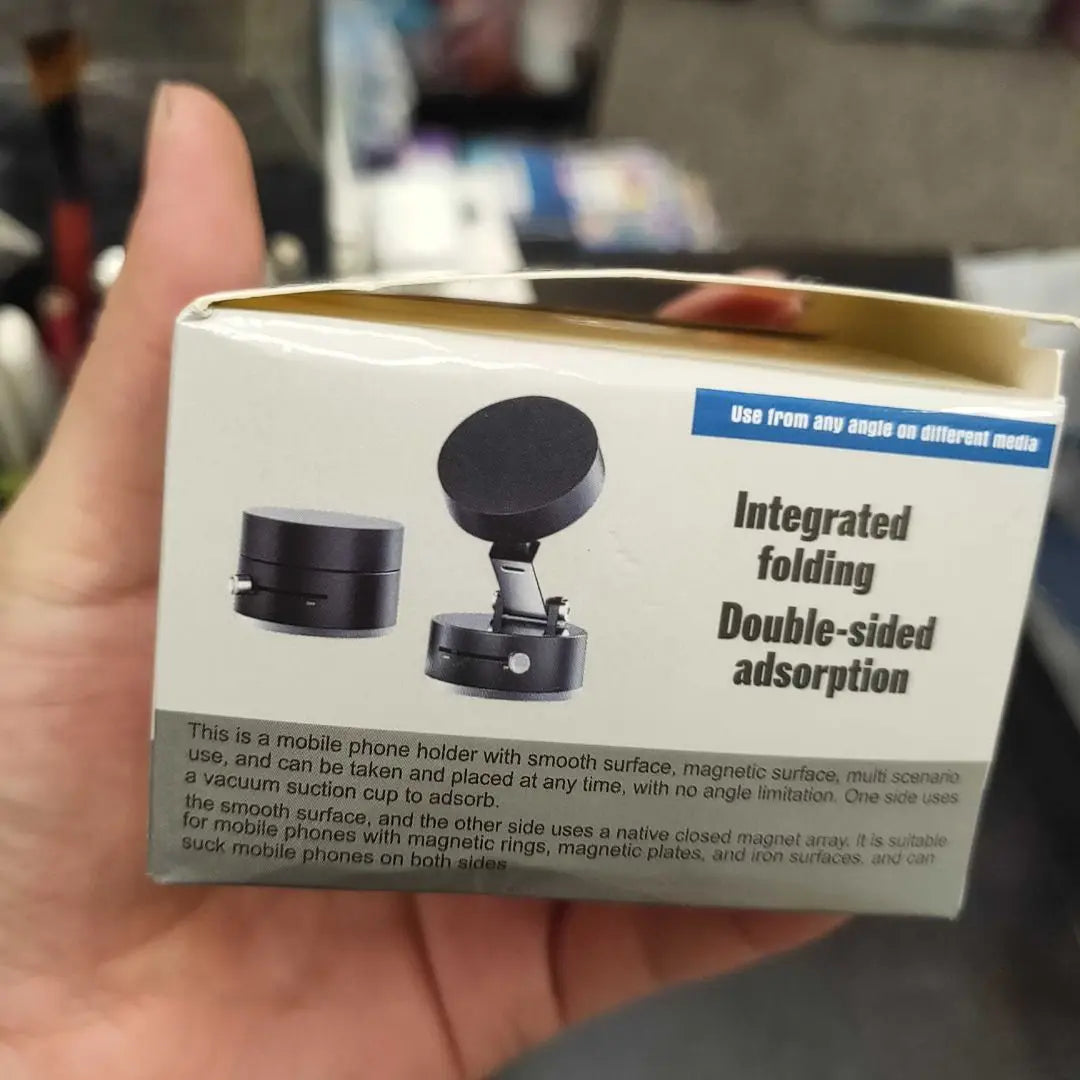 Use from any angle on different media
Integrated
folding
Double-sided
adsorption
This is a mobile phone holder with smooth surface, magnetic surface, multi scenario
use, and can be taken and placed at any time, with no angle limitation. One side uses
a vacuum suction cup to adsorb.
the smooth surface, and the other side uses a native closed magnet array. It is suitable
for mobile phones with magnetic rings, magnetic plates, and iron surfaces. and can
suck mobile phones on both sides